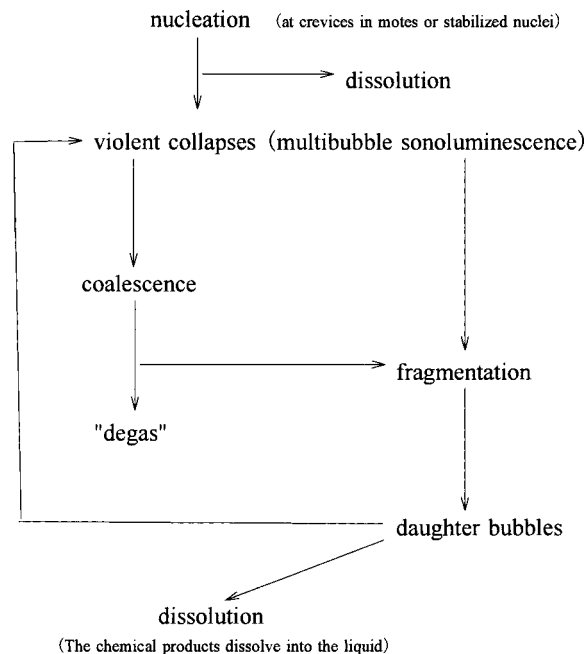 nucleation (at crevices in motes or stabilized nuclei)
dissolution
violent collapses (multibubble sonoluminescence)
coalescence
fragmentation
"degas"
daughter bubbles
dissolution
(The chemical products dissolve into the liquid)